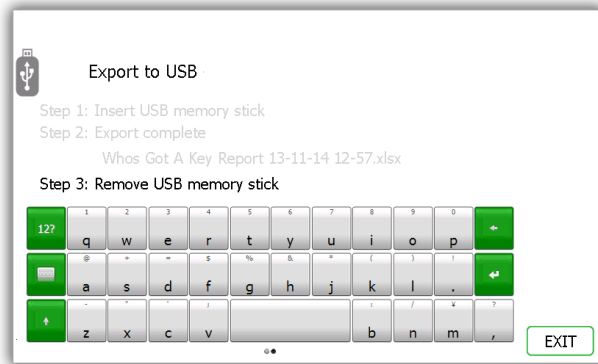 Export to USB
Step 1: Insert USB memory stick
Step 2: Export complete
Whos Got A Key Report 13-11-14 12-57.xlsx
Step 3: Remove USB memory stick
1 2 3 4 5 6 7 8 9 0
12? q w e r t y u i o p
@ + = $ % & * ( ) !
a s d f g h j k l .
- " ' ; : / ¥ ?
z x c v b n m ,
EXIT